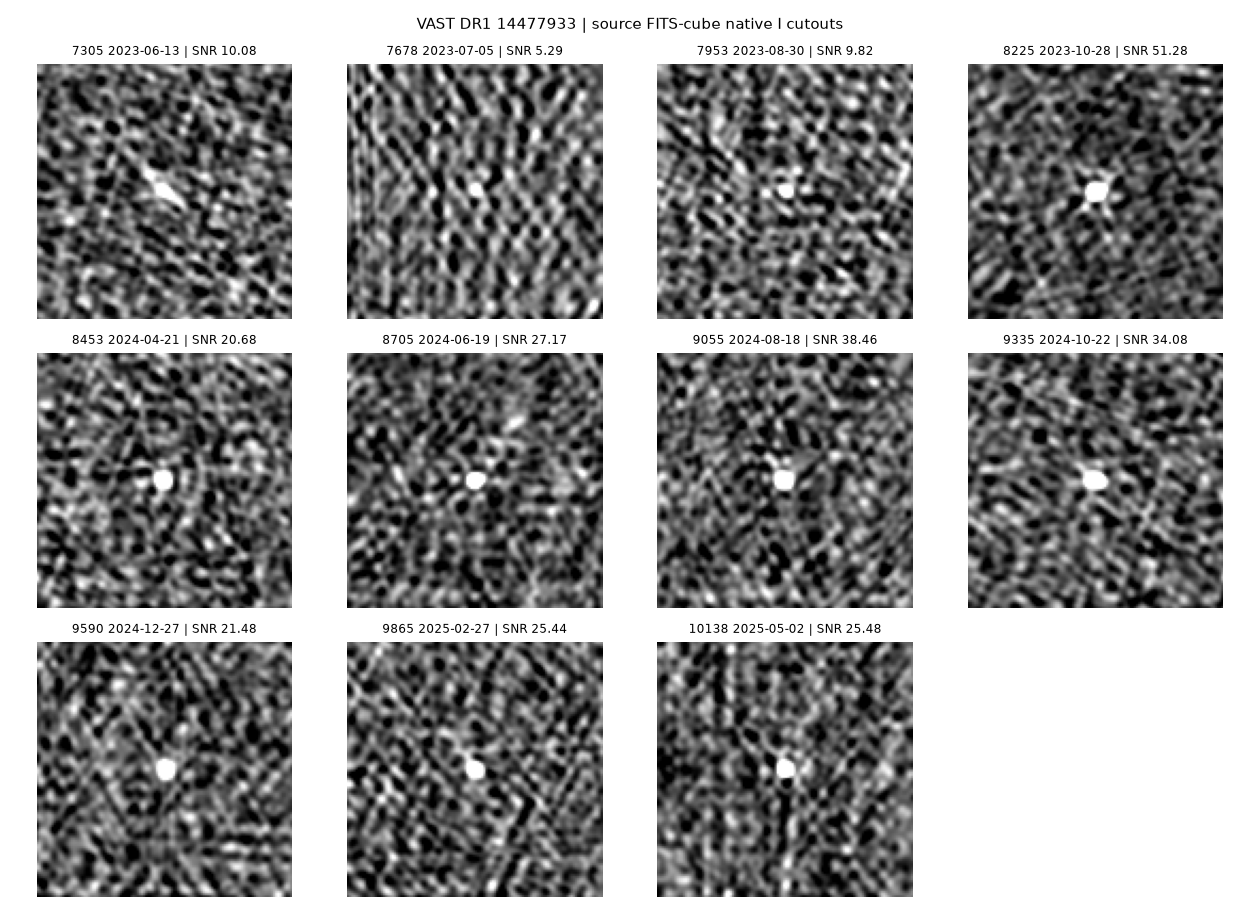 VAST DR1 14477933 | source FITS-cube native I cutouts
7305 2023-06-13 | SNR 10.08
7678 2023-07-05 | SNR 5.29
7953 2023-08-30 | SNR 9.82
8225 2023-10-28 | SNR 51.28
8453 2024-04-21 | SNR 20.68
8705 2024-06-19 | SNR 27.17
9055 2024-08-18 | SNR 38.46
9335 2024-10-22 | SNR 34.08
9590 2024-12-27 | SNR 21.48
9865 2025-02-27 | SNR 25.44
10138 2025-05-02 | SNR 25.48